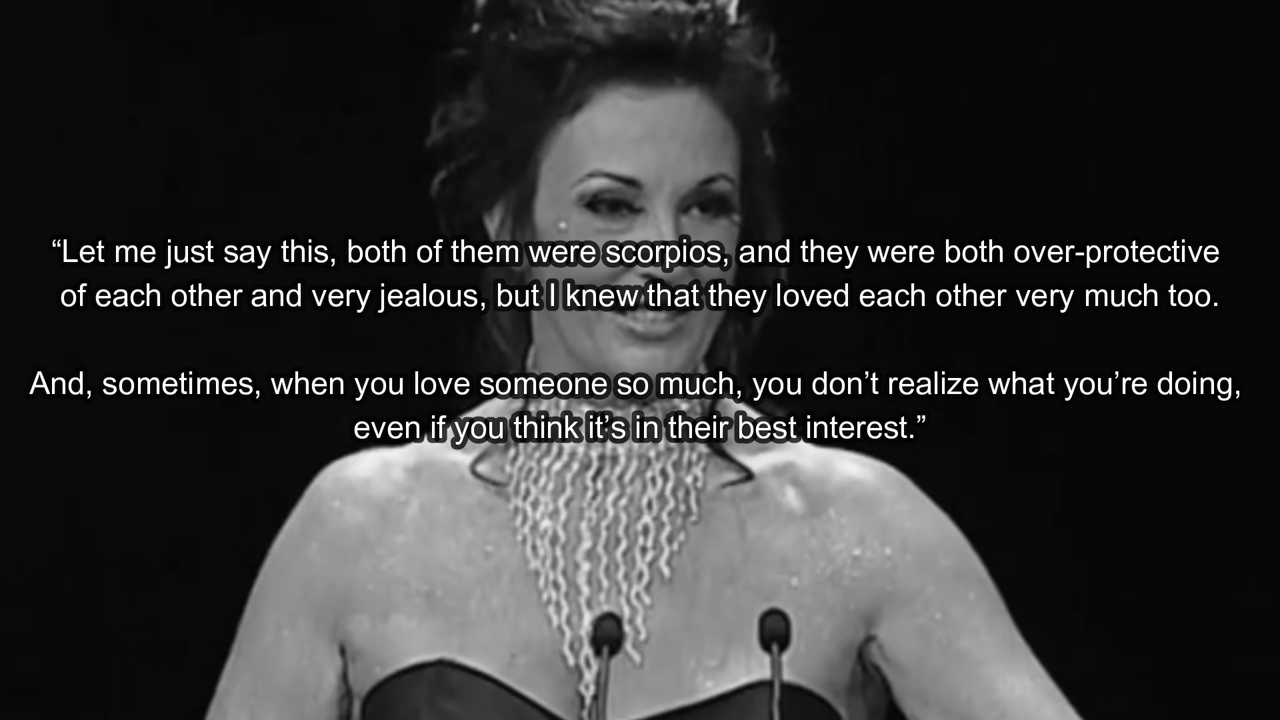 “Let me just say this, both of them were scorpios, and they were both over-protective
of each other and very jealous, but I knew that they loved each other very much too.
And, sometimes, when you love someone so much, you don’t realize what you’re doing,
even if you think it’s in their best interest.”